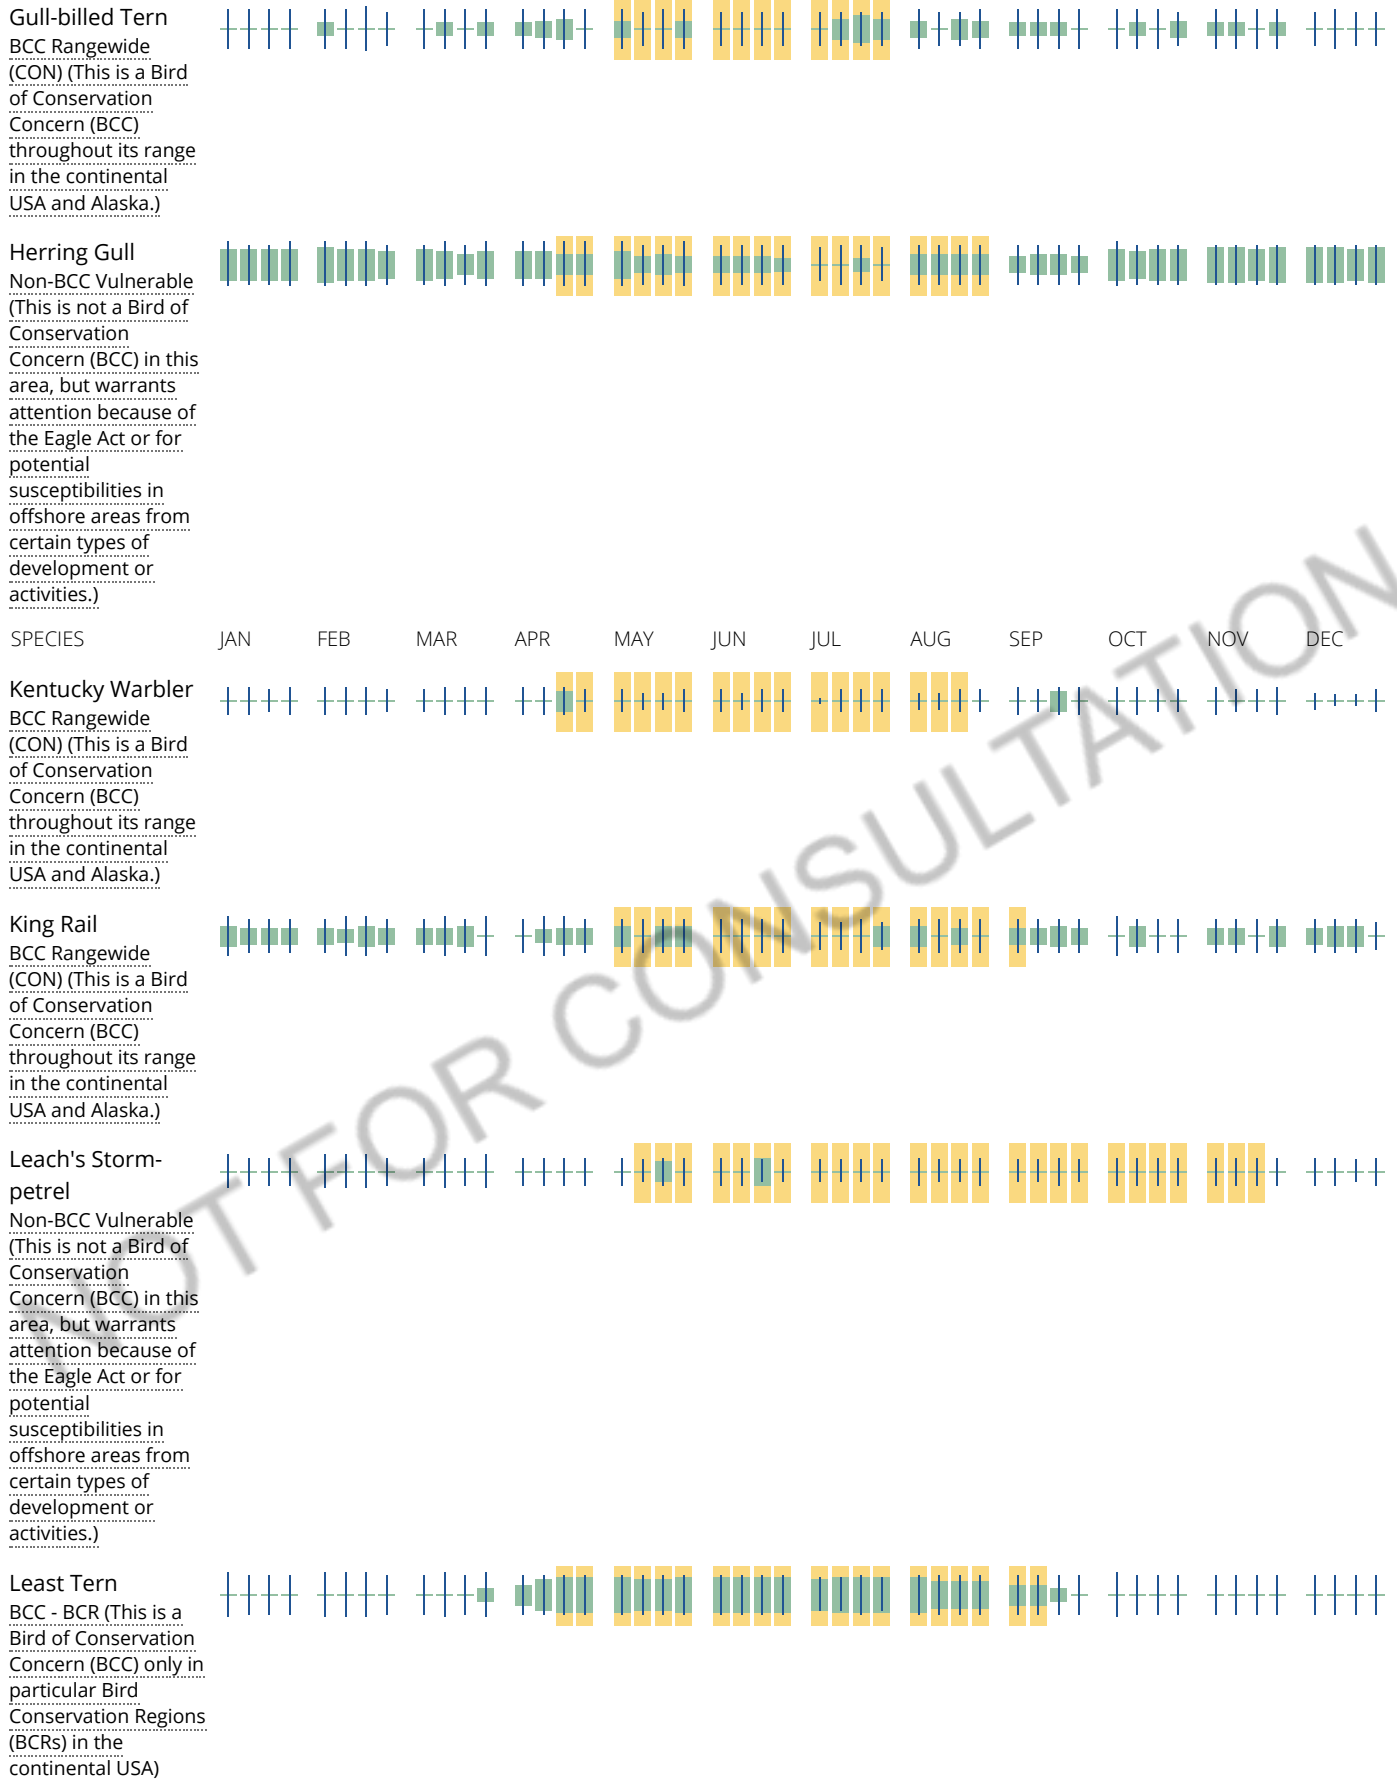 Gull-billed Tern
BCC Rangewide
(CON) (This is a Bird
of Conservation
Concern (BCC)
throughout its range
in the continental
USA and Alaska.)
Herring Gull
Non-BCC Vulnerable
(This is not a Bird of
Conservation
Concern (BCC) in this
area, but warrants
attention because of
the Eagle Act or for
potential
susceptibilities in
offshore areas from
certain types of
development or
activities.)
SPECIES JAN FEB MAR APR MAY JUN JUL AUG SEP OCT NOV DEC
Kentucky Warbler
BCC Rangewide
(CON) (This is a Bird
of Conservation
Concern (BCC)
throughout its range
in the continental
USA and Alaska.)
King Rail
BCC Rangewide
(CON) (This is a Bird
of Conservation
Concern (BCC)
throughout its range
in the continental
USA and Alaska.)
Leach's Storm-
petrel
Non-BCC Vulnerable
(This is not a Bird of
Conservation
Concern (BCC) in this
area, but warrants
attention because of
the Eagle Act or for
potential
susceptibilities in
offshore areas from
certain types of
development or
activities.)
Least Tern
BCC - BCR (This is a
Bird of Conservation
Concern (BCC) only in
particular Bird
Conservation Regions
(BCRs) in the
continental USA)
NOT FOR CONSULTATION